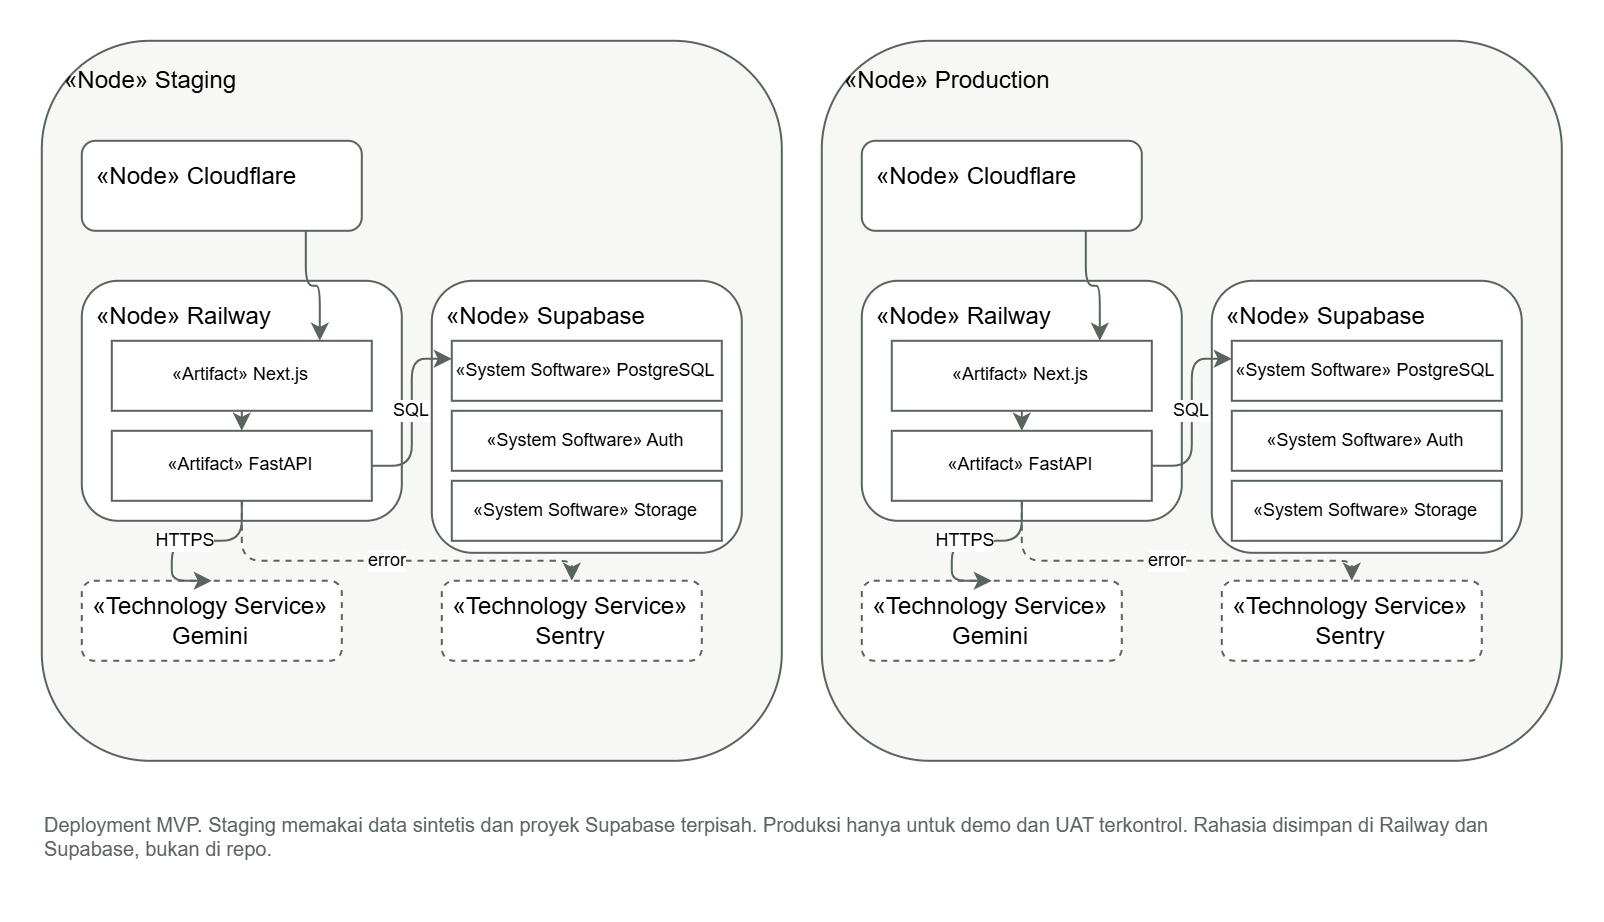 «Node» Staging
«Node» Cloudflare
«Node» Railway
«Artifact» Next.js
«Artifact» FastAPI
SQL
«Node» Supabase
«System Software» PostgreSQL
«System Software» Auth
«System Software» Storage
HTTPS
error
«Technology Service»
Gemini
«Technology Service»
Sentry
«Node» Production
«Node» Cloudflare
«Node» Railway
«Artifact» Next.js
«Artifact» FastAPI
SQL
«Node» Supabase
«System Software» PostgreSQL
«System Software» Auth
«System Software» Storage
HTTPS
error
«Technology Service»
Gemini
«Technology Service»
Sentry
Deployment MVP. Staging memakai data sintetis dan proyek Supabase terpisah. Produksi hanya untuk demo dan UAT terkontrol. Rahasia disimpan di Railway dan
Supabase, bukan di repo.